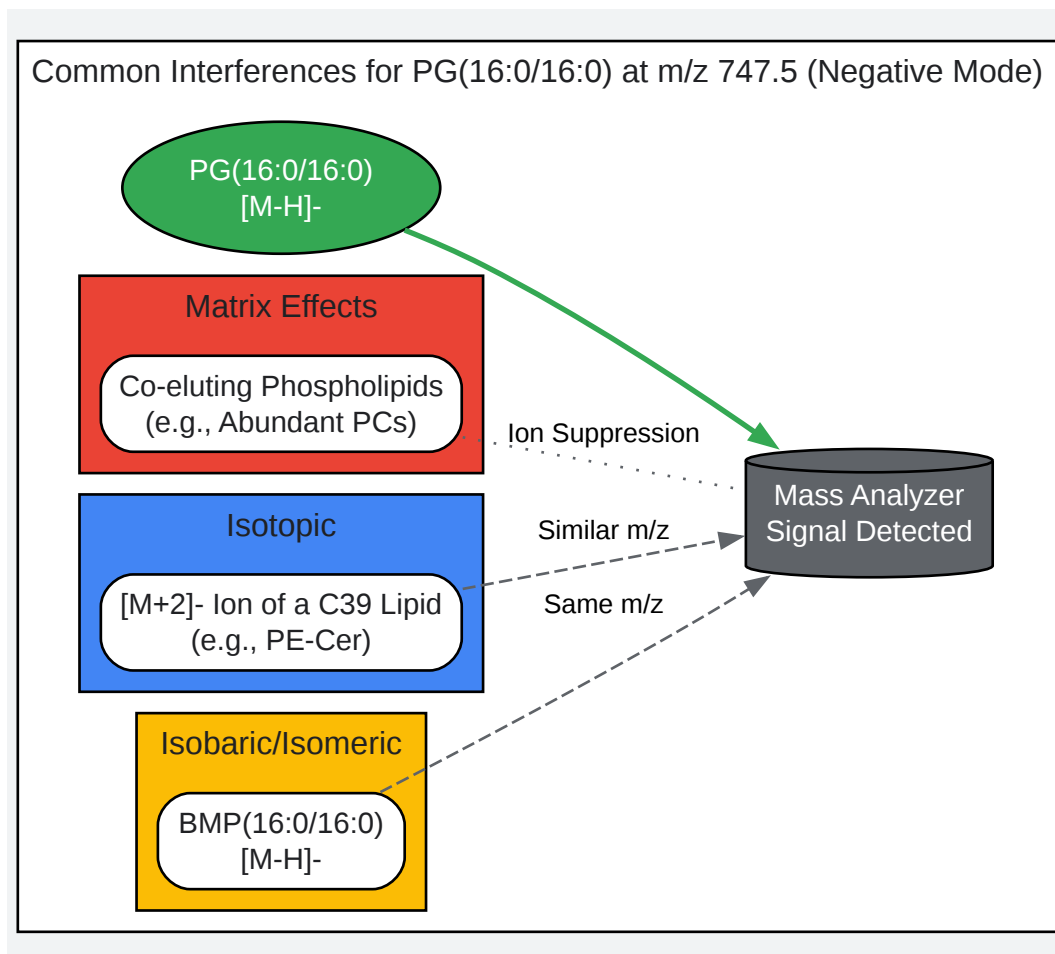 Common Interferences for PG(16:0/16:0) at m/z 747.5 (Negative Mode)
PG(16:0/16:0)
[M-H]-
Matrix Effects
Co-eluting Phospholipids
(e.g., Abundant PCs)
Ion Suppression
Mass Analyzer
Signal Detected
Isotopic
Similar m/z
[M+2]- Ion of a C39 Lipid
(e.g., PE-Cer)
Same m/z
Isobaric/Isomeric
BMP(16:0/16:0)
[M-H]-